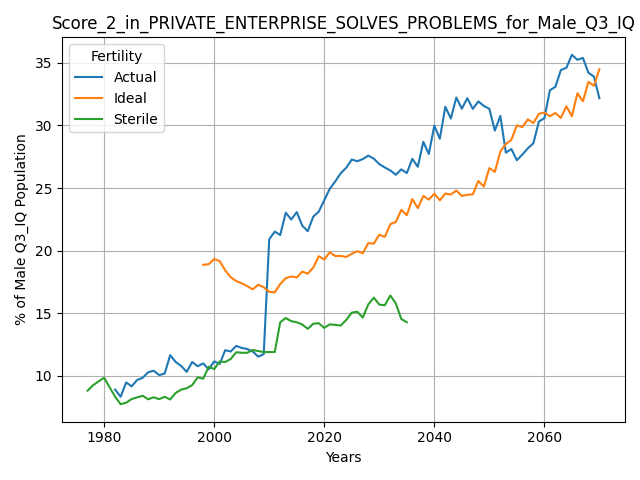 Score_2_in_PRIVATE_ENTERPRISE_SOLVES_PROBLEMS_for_Male_Q3_IQ
Fertility
Actual
Ideal
Sterile
% of Male Q3_IQ Population
35
30
25
20
15
10
1980 2000 2020 2040 2060
Years